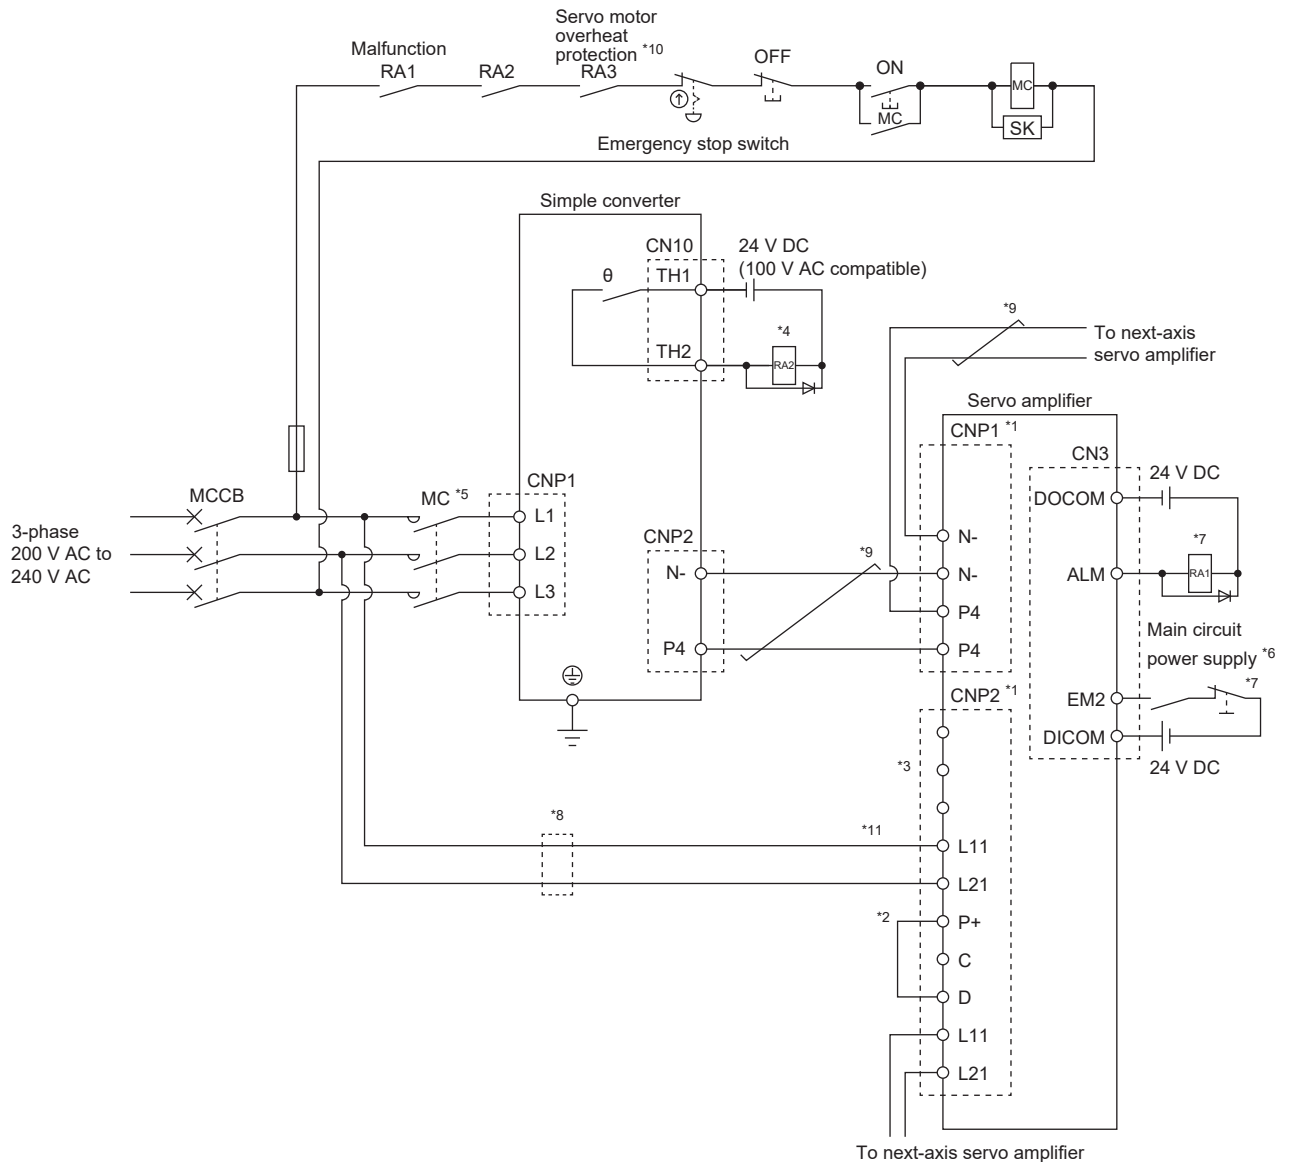 Servo motor
overheat
protection *10
Malfunction
RA1
RA2
RA3
OFF
ON
MC
MC
SK
Emergency stop switch
Simple converter
CN10
24 V DC
(100 V AC compatible)
θ
TH1
*4
TH2
RA2
*9
To next-axis
servo amplifier
Servo amplifier
CNP1 *1
CN3
24 V DC
DOCOM
CNP1
MCCB
MC *5
L1
3-phase
200 V AC to
240 V AC
L2
L3
CNP2
N-
P4
*9
N-
N-
P4
P4
*7
ALM
RA1
Main circuit
power supply *6
*7
EM2
DICOM
24 V DC
CNP2 *1
*3
*8
*11
L11
L21
*2
P+
C
D
L11
L21
To next-axis servo amplifier